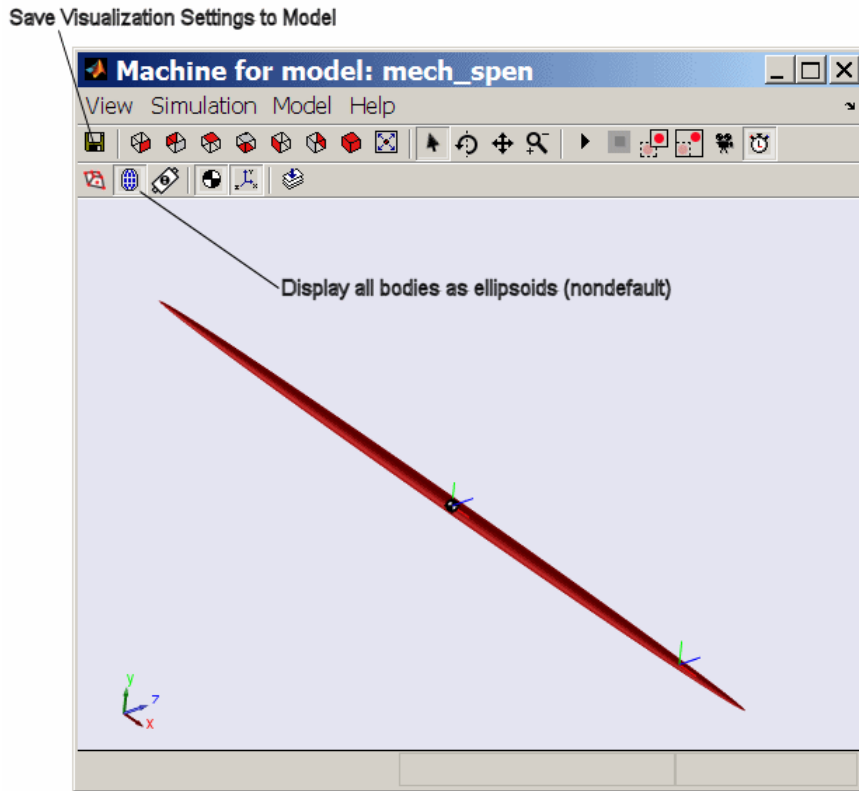 Save Visualization Settings to Model
Machine for model: mech_spen
View Simulation Model Help
Display all bodies as ellipsoids (nondefault)
y
z
x